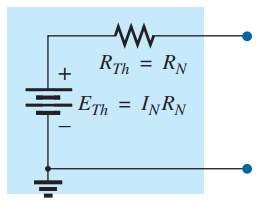 R_Th = R_N
+
E_Th = I_N R_N
−